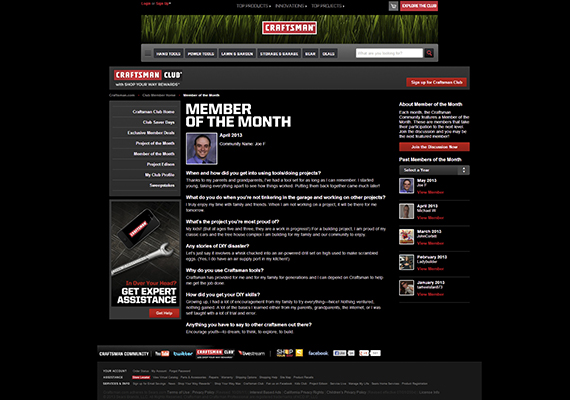 Login or Sign Up
TOP PRODUCTS INNOVATIONS TOP PROJECTS
EXPLORE THE CLUB
CRAFTSMAN
HAND TOOLS POWER TOOLS LAWN & GARDEN STORAGE & GARAGE GEAR DEALS
What are you looking for?
CRAFTSMAN CLUB
with SHOP YOUR WAY REWARDS
Sign up for Craftsman Club
Craftsman.com Club Member Home Member of the Month
Craftsman Club Home
Club Saver Days
Exclusive Member Deals
Project of the Month
Member of the Month
Project Editors
My Club Profile
Sweepstakes
CRAFTSMAN
In Over Your Head?
GET EXPERT
ASSISTANCE
Get Help
MEMBER
OF THE MONTH
April 2013
Community Name: Joe F
When and how did you get into using tools/doing projects?
Thanks to my parents and grandparents, I've had a tool set for as long as I can remember. I started
young, taking everything apart to see how things worked. Putting them back together came much later!
What do you do when you're not tinkering in the garage and working on other projects?
I truly enjoy my time with family and friends. When I am not working on a project, it will be there for me
tomorrow.
What's the project you're most proud of?
My kids! (But at ages five and three, they are a work in progress!) For a building project, I am proud of my
classic cars and the tree house complex I am building for my family and our community to enjoy.
Any stories of DIY disaster?
Let's just say it involves a whisk chucked into an air-powered drill set on high used to make scrambled
eggs. (Yes, I do have an air supply port in my kitchen!)
Why do you use Craftsman tools?
Craftsman has provided for me and for my family for generations and I can depend on Craftsman to help
me get the job done.
How did you get your DIY skills?
Growing up, I had a lot of encouragement from my family to try everything—hence! Nothing ventured,
nothing gained. A lot of the basics I learned either from my parents, grandparents, the internet, or I was
self taught with a lot of trial and error
Anything you have to say to other craftsmen out there?
Encourage youth—to dream, to think, to explore, to build.
About Member of the Month
Each month, the Craftsman
Community features a Member of the
Month. These are members that take
their participation to the next level.
Join the discussion and you may be
the next featured member!
Join the Discussion Now
Past Members of the Month
Select a Year
May 2013
Joe F
View Member
April 2013
Michael W
View Member
March 2013
JohnCorbett
View Member
February 2013
Ladybuilder
View Member
January 2013
View Member
CRAFTSMAN COMMUNITY YouTube twitter CRAFTSMAN CLUB livestream SHOP YOUR WAY facebook
YOUR ACCOUNT
ASSISTANCE
SERVICES & INFO